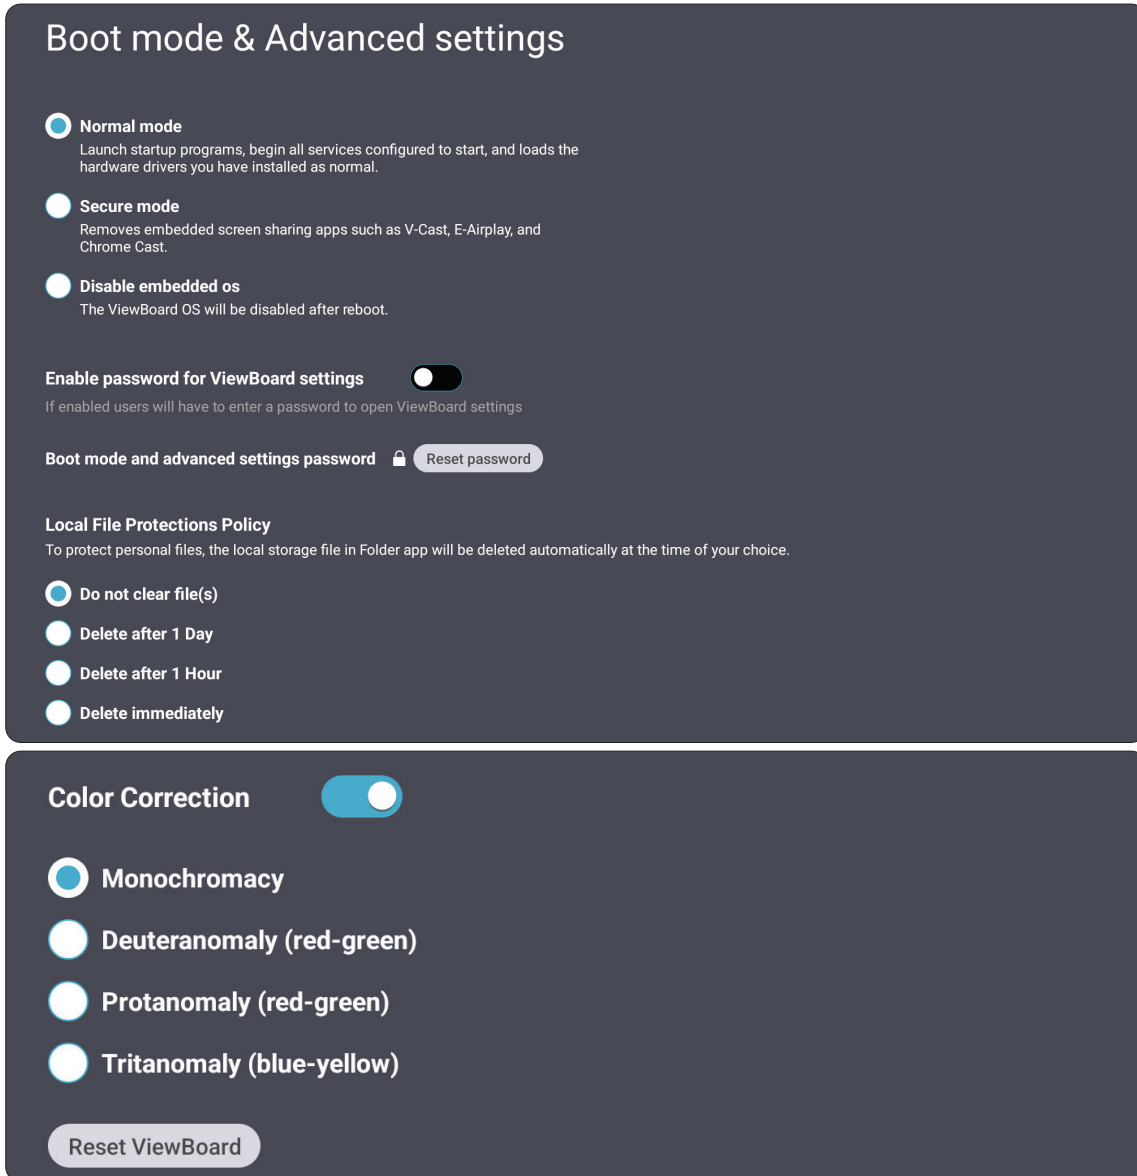 Boot mode & Advanced settings
Normal mode
Launch startup programs, begin all services configured to start, and loads the
hardware drivers you have installed as normal.
Secure mode
Removes embedded screen sharing apps such as V-Cast, E-Airplay, and
Chrome Cast.
Disable embedded os
The ViewBoard OS will be disabled after reboot.
Enable password for ViewBoard settings
If enabled users will have to enter a password to open ViewBoard settings
Boot mode and advanced settings password Reset password
Local File Protections Policy
To protect personal files, the local storage file in Folder app will be deleted automatically at the time of your choice.
Do not clear file(s)
Delete after 1 Day
Delete after 1 Hour
Delete immediately
Color Correction
Monochromacy
Deuteranomaly (red-green)
Protanomaly (red-green)
Tritanomaly (blue-yellow)
Reset ViewBoard